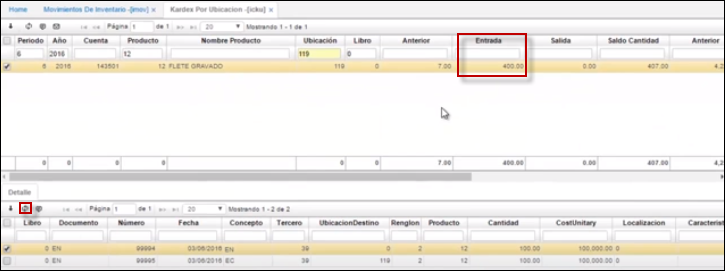 Home Movimientos De Inventario -[imov] x Kardex Por Ubicacion -[icku] x
Página 1 de 1 20 Mostrando 1 - 1 de 1
Periodo Año Cuenta Producto Nombre Producto Ubicación Libro Anterior Entrada Salida Saldo Cantidad Anterior
6 2016 12 119 0
6 2016 143501 12 FLETE GRAVADO 119 0 7.00 400.00 0.00 407.00 4,2
0 0 0 0 0 0 7.00 400.00 0.00 407.00 4,2
Detalle
Página 1 de 1 20 Mostrando 1 - 2 de 2
Libro Documento Número Fecha Concepto Tercero UbicacionDestino Renglon Producto Cantidad CostUnitary Localizacion Caracterist
0 EN 99994 03/06/2016 EN 39 0 2 12 100.00 100,000.00 0
0 EN 99995 03/06/2016 EC 39 119 2 12 100.00 100,000.00 0